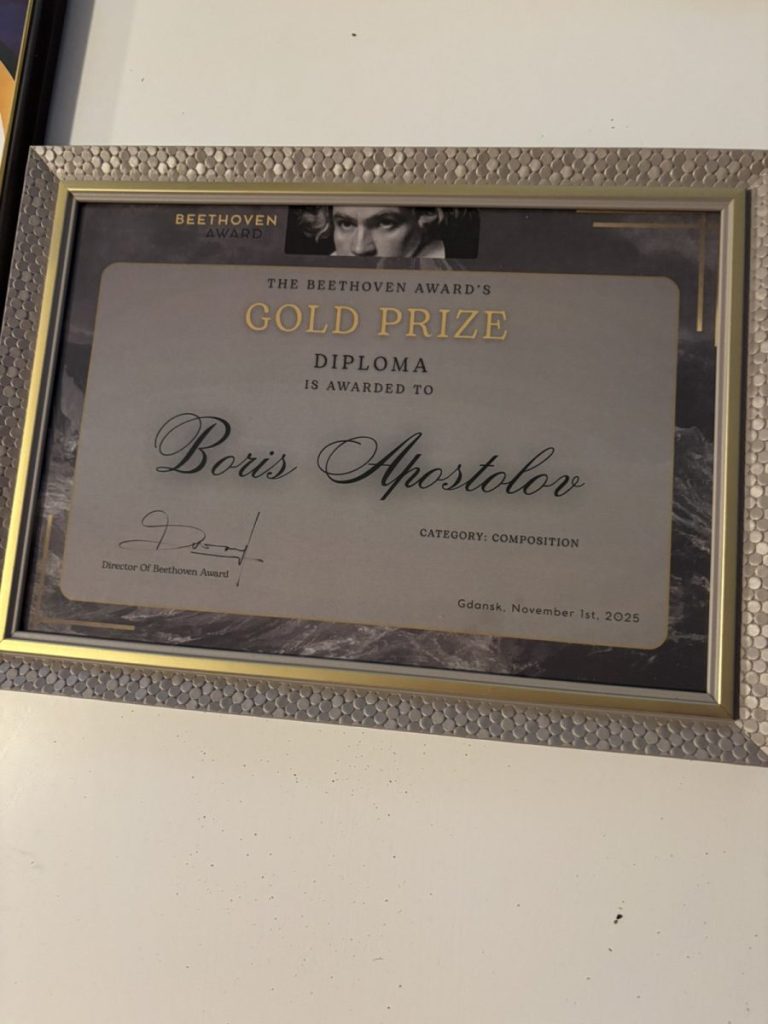 BEETHOVEN
AWARD
THE BEETHOVEN AWARD'S
GOLD PRIZE
DIPLOMA
IS AWARDED TO
Boris Apostolov
CATEGORY: COMPOSITION
Director Of Beethoven Award
Gdansk, November 1st, 2025